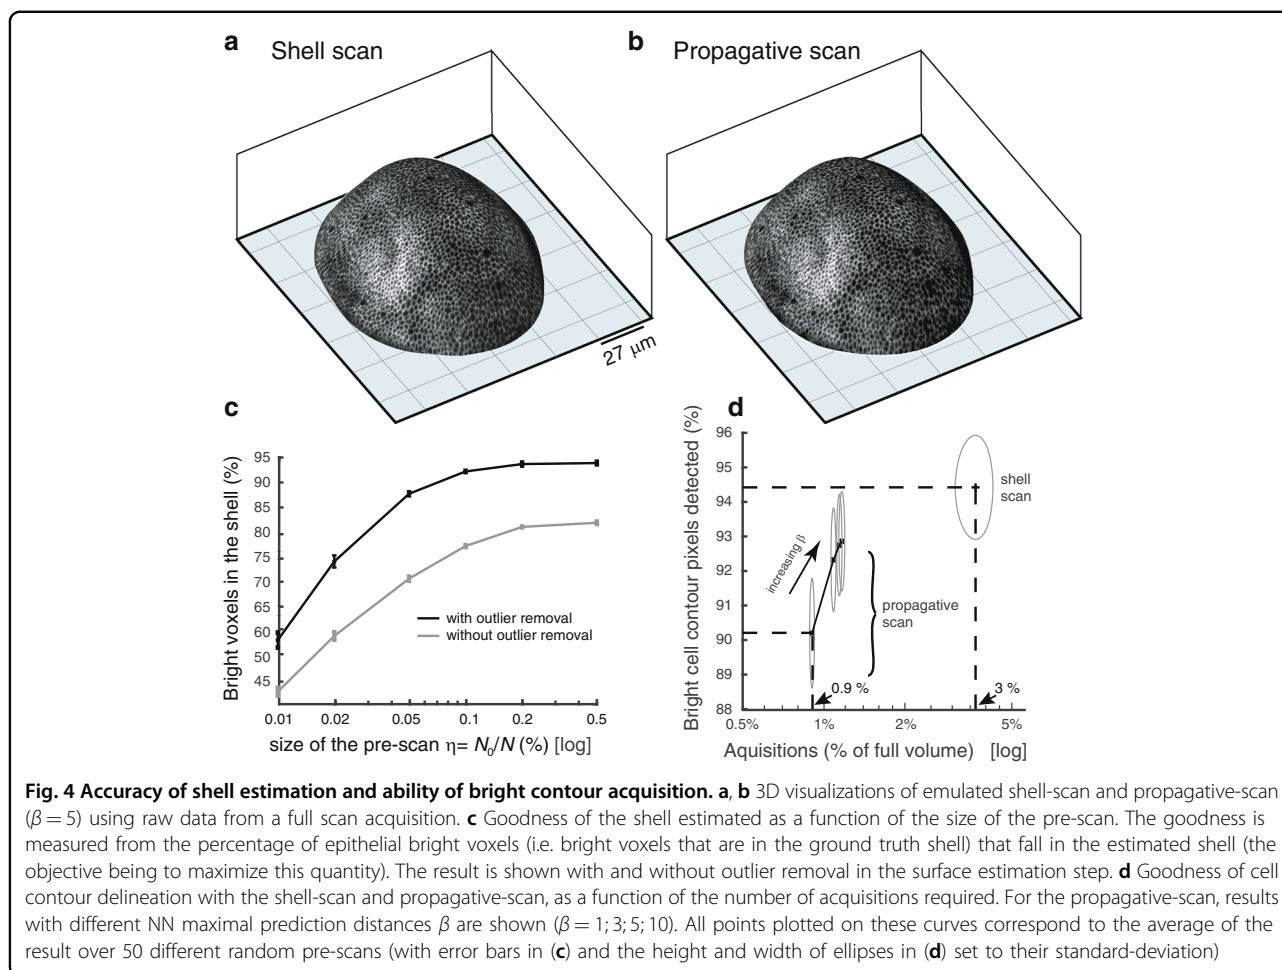 a Shell scan
b Propagative scan
27 μm
c
95
90
85
80
75
70
65
60
55
50
45
Bright voxels in the shell (%)
with outlier removal
without outlier removal
0.01 0.02 0.05 0.1 0.2 0.5
size of the pre-scan η= N₀/N (%) [log]
d
96
95
94
93
92
91
90
89
88
Bright cell contour pixels detected (%)
shell
scan
increasing β
propagative
scan
0.9 %
3 %
0.5% 1% 2% 5%
Aquisitions (% of full volume) [log]
Fig. 4 Accuracy of shell estimation and ability of bright contour acquisition. a, b 3D visualizations of emulated shell-scan and propagative-scan
(β = 5) using raw data from a full scan acquisition. c Goodness of the shell estimated as a function of the size of the pre-scan. The goodness is
measured from the percentage of epithelial bright voxels (i.e. bright voxels that are in the ground truth shell) that fall in the estimated shell (the
objective being to maximize this quantity). The result is shown with and without outlier removal in the surface estimation step. d Goodness of cell
contour delineation with the shell-scan and propagative-scan, as a function of the number of acquisitions required. For the propagative-scan, results
with different NN maximal prediction distances β are shown (β = 1; 3; 5; 10). All points plotted on these curves correspond to the average of the
result over 50 different random pre-scans (with error bars in (c) and the height and width of ellipses in (d) set to their standard-deviation)